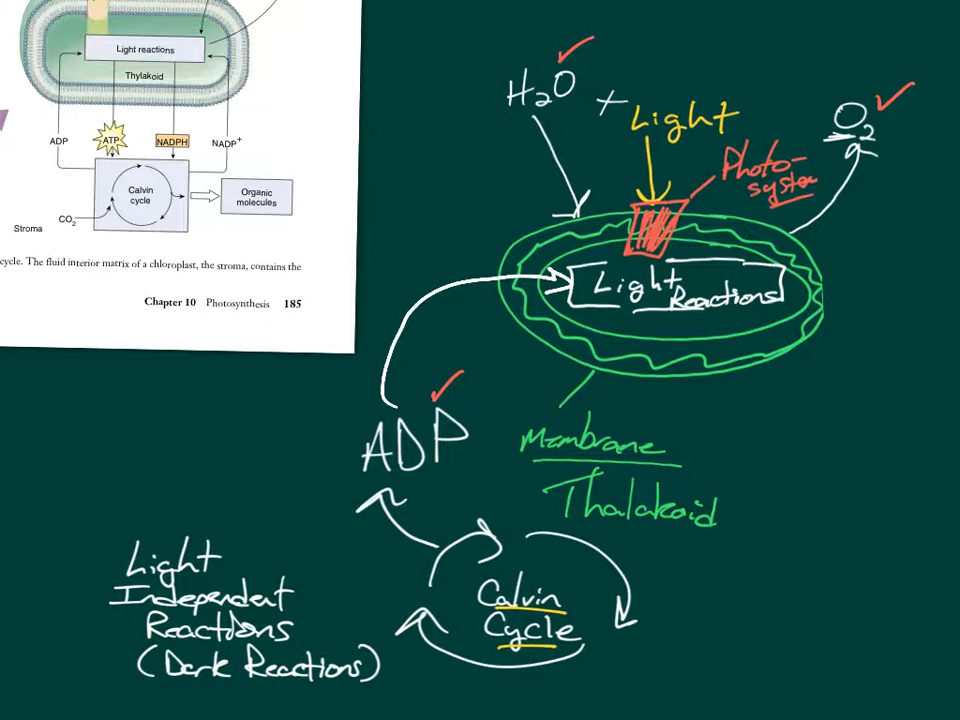 Light reactions
Thylakoid
ADP
ATP
NADPH
NADP+
Calvin
cycle
Organic
molecules
CO2
Stroma
cycle. The fluid interior matrix of a chloroplast, the stroma, contains the
Chapter 10 Photosynthesis 185
H2O + Light
O2
Photo-
system
Light
Reactions
ADP
Membrane
Thalakoid
Light
Independent
Reactions
(Dark Reactions)
Calvin
Cycle